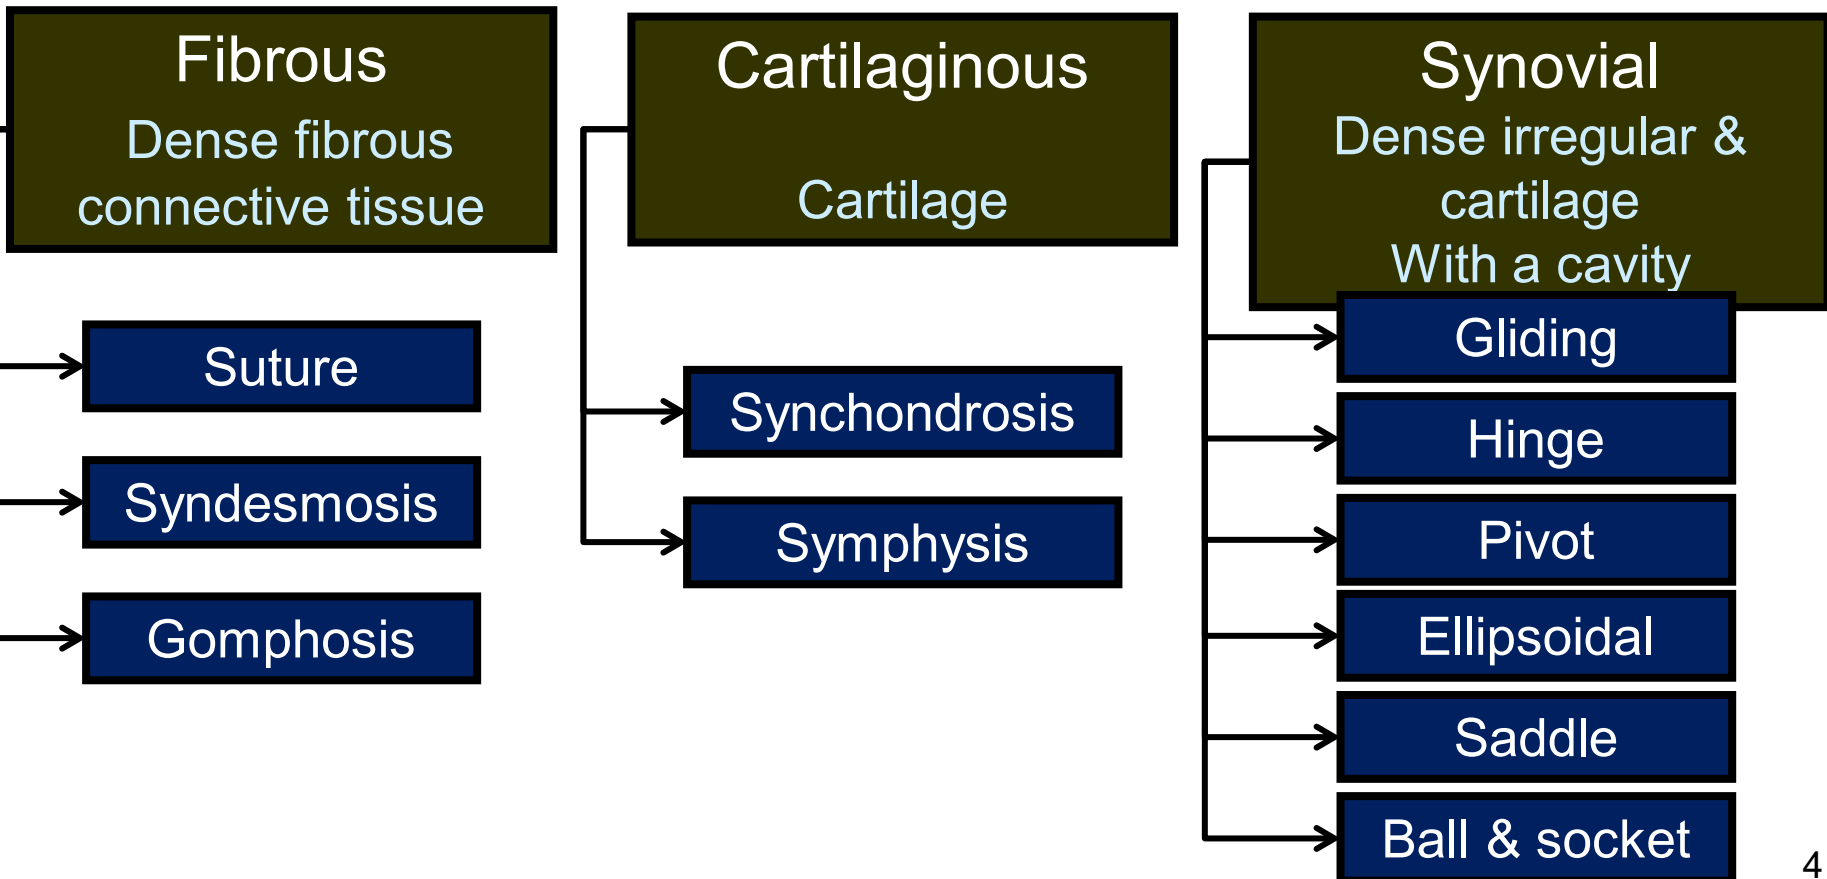 Fibrous
Dense fibrous
connective tissue
Suture
Syndesmosis
Gomphosis
Cartilaginous
Cartilage
Synchondrosis
Symphysis
Synovial
Dense irregular &
cartilage
With a cavity
Gliding
Hinge
Pivot
Ellipsoidal
Saddle
Ball & socket
4